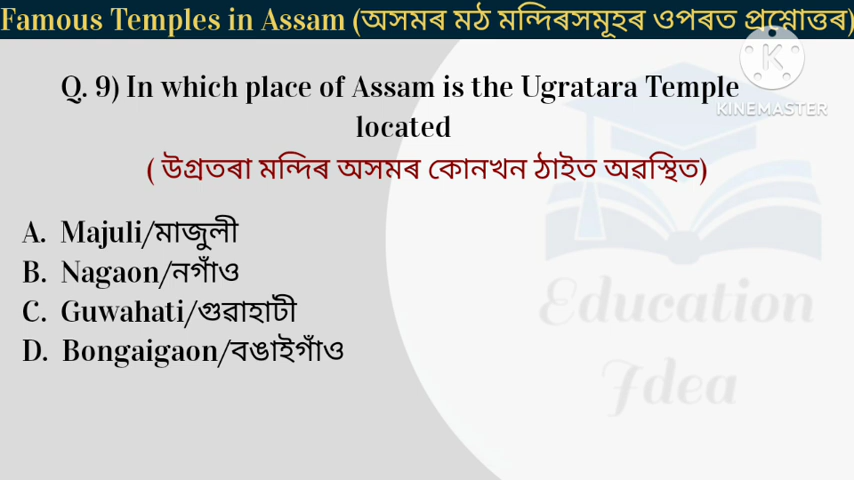 Famous Temples in Assam (অসমৰ মঠ মন্দিৰসমূহৰ ওপৰত প্ৰশ্নোত্তৰ)
KINEMASTER
Q. 9) In which place of Assam is the Ugratara Temple
located
( উগ্ৰতৰা মন্দিৰ অসমৰ কোনখন ঠাইত অৱস্থিত)
A. Majuli/মাজুলী
B. Nagaon/নগাঁও
C. Guwahati/গুৱাহাটী
D. Bongaigaon/বঙাইগাঁও
Education
Idea